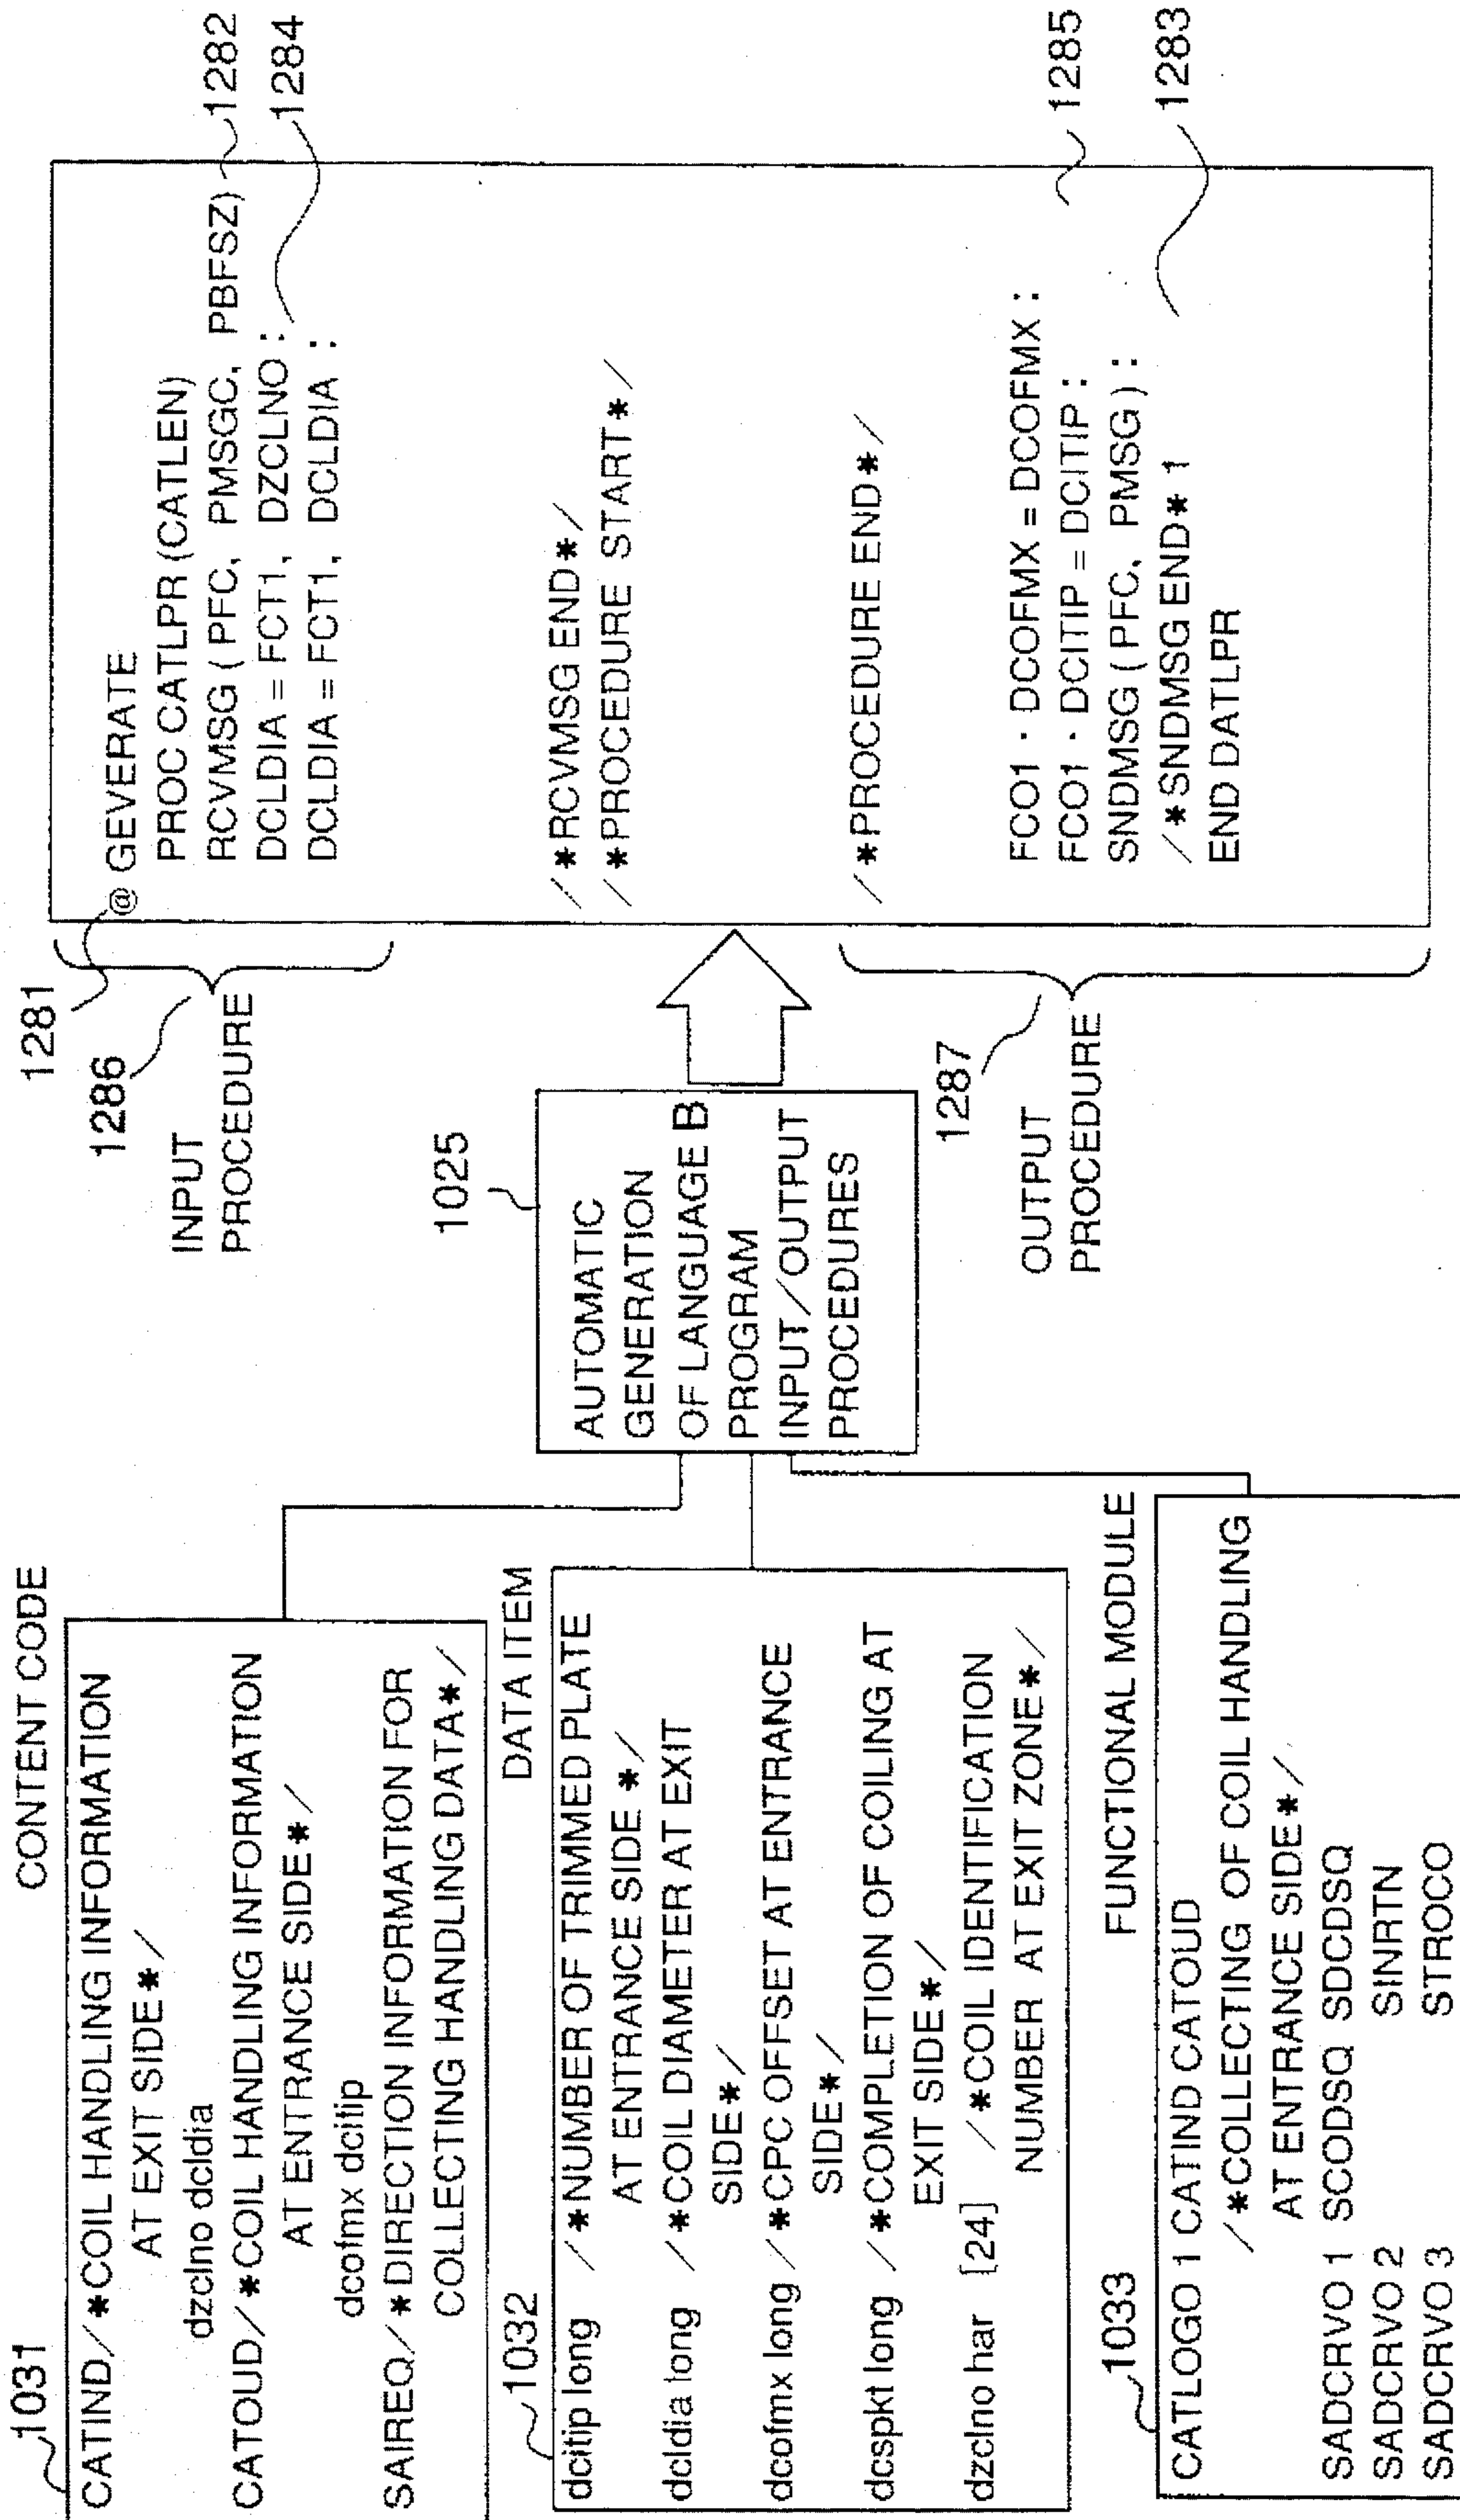 CONTENT CODE
1031
CATIND/*COIL HANDLING INFORMATION
AT EXIT SIDE*/
dzclno dcldia
CATOUD/*COIL HANDLING INFORMATION
AT ENTRANCE SIDE*/
dcofmx dcitip
SAIREQ/*DIRECTION INFORMATION FOR
COLLECTING HANDLING DATA*/
1032
DATA ITEM
dcitip long /*NUMBER OF TRIMMED PLATE
AT ENTRANCE SIDE */
dcldia long /*COIL DIAMETER AT EXIT
SIDE*/
dcofmx long /*CPC OFFSET AT ENTRANCE
SIDE*/
dcspkt long /*COMPLETION OF COILING AT
EXIT SIDE*/
dzclno har [24] /*COIL IDENTIFICATION
NUMBER AT EXIT ZONE*/
1033
FUNCTIONAL MODULE
CATLOGO 1 CATIND CATOUD
/*COLLECTING OF COIL HANDLING
AT ENTRANCE SIDE*/
SADCRVO 1 SCODSQ SDCDSQ
SADCRVO 2 SINRTN
SADCRVO 3 STROCO
1025
AUTOMATIC
GENERATION
OF LANGUAGE B
PROGRAM
INPUT/OUTPUT
PROCEDURES
1281
1286
INPUT
PROCEDURE
1287
OUTPUT
PROCEDURE
@ GEVERATE
PROC CATLPR (CATLEN)
RCVMSG ( PFC, PMSGC, PBFSZ)
1282
DCLDIA = FCT1, DZCLNO :
1284
DCLDIA = FCT1, DCLDIA :
/*RCVMSG END*/
/*PROCEDURE START*/
/*PROCEDURE END*/
FCO1 · DCOFMX = DCOFMX :
1285
FCO1 · DCITIP = DCITIP :
SNDMSG ( PFC, PMSG ) :
/*SNDMSG END* 1
1283
END DATLPR